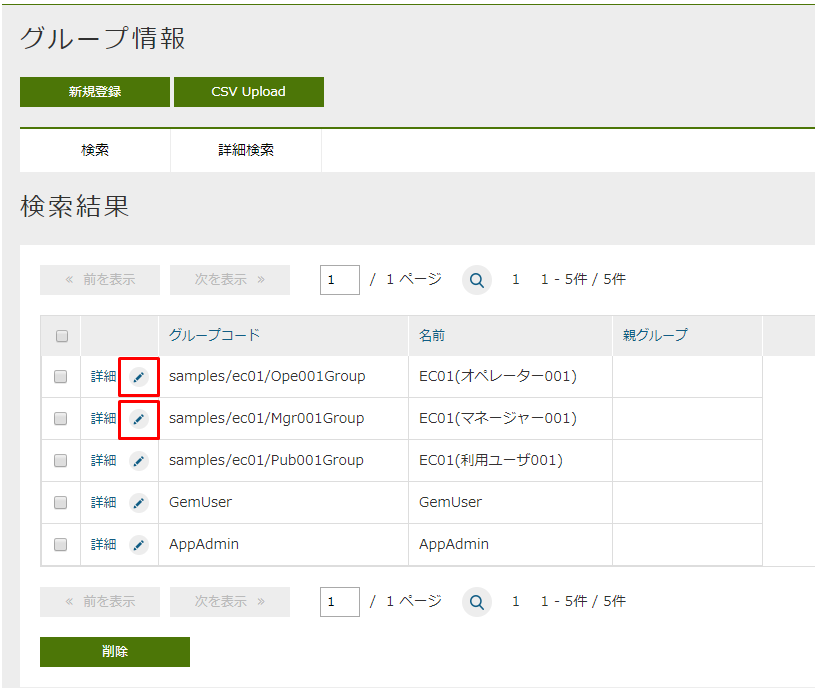 グループ情報
新規登録 CSV Upload
検索 詳細検索
検索結果
« 前を表示 次を表示 » 1 / 1 ページ 1 1 - 5件 / 5件
グループコード 名前 親グループ
詳細 samples/ec01/Ope001Group EC01(オペレーター001)
詳細 samples/ec01/Mgr001Group EC01(マネージャー001)
詳細 samples/ec01/Pub001Group EC01(利用ユーザ001)
詳細 GemUser GemUser
詳細 AppAdmin AppAdmin
« 前を表示 次を表示 » 1 / 1 ページ 1 1 - 5件 / 5件
削除